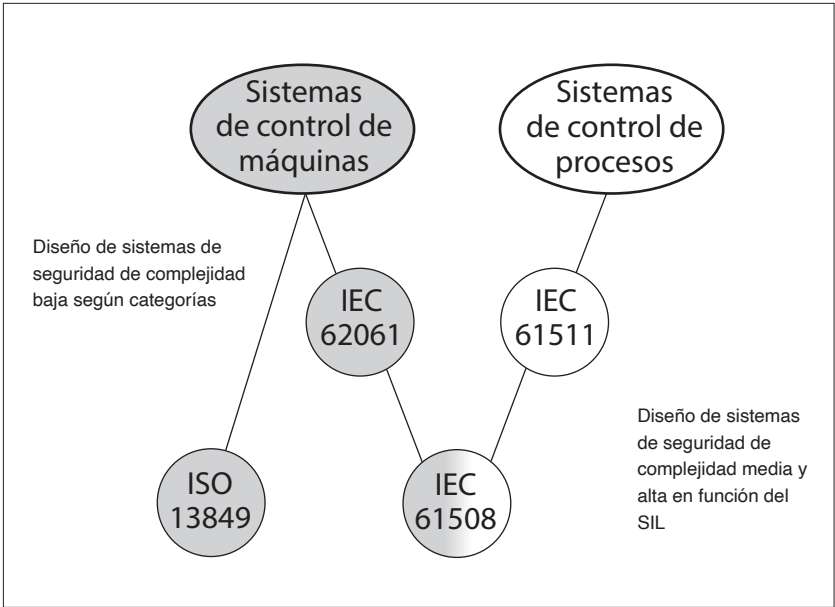 Sistemas
de control de
máquinas
Sistemas
de control de
procesos
Diseño de sistemas de
seguridad de complejidad
baja según categorías
IEC
62061
IEC
61511
ISO
13849
IEC
61508
Diseño de sistemas
de seguridad de
complejidad media y
alta en función del
SIL